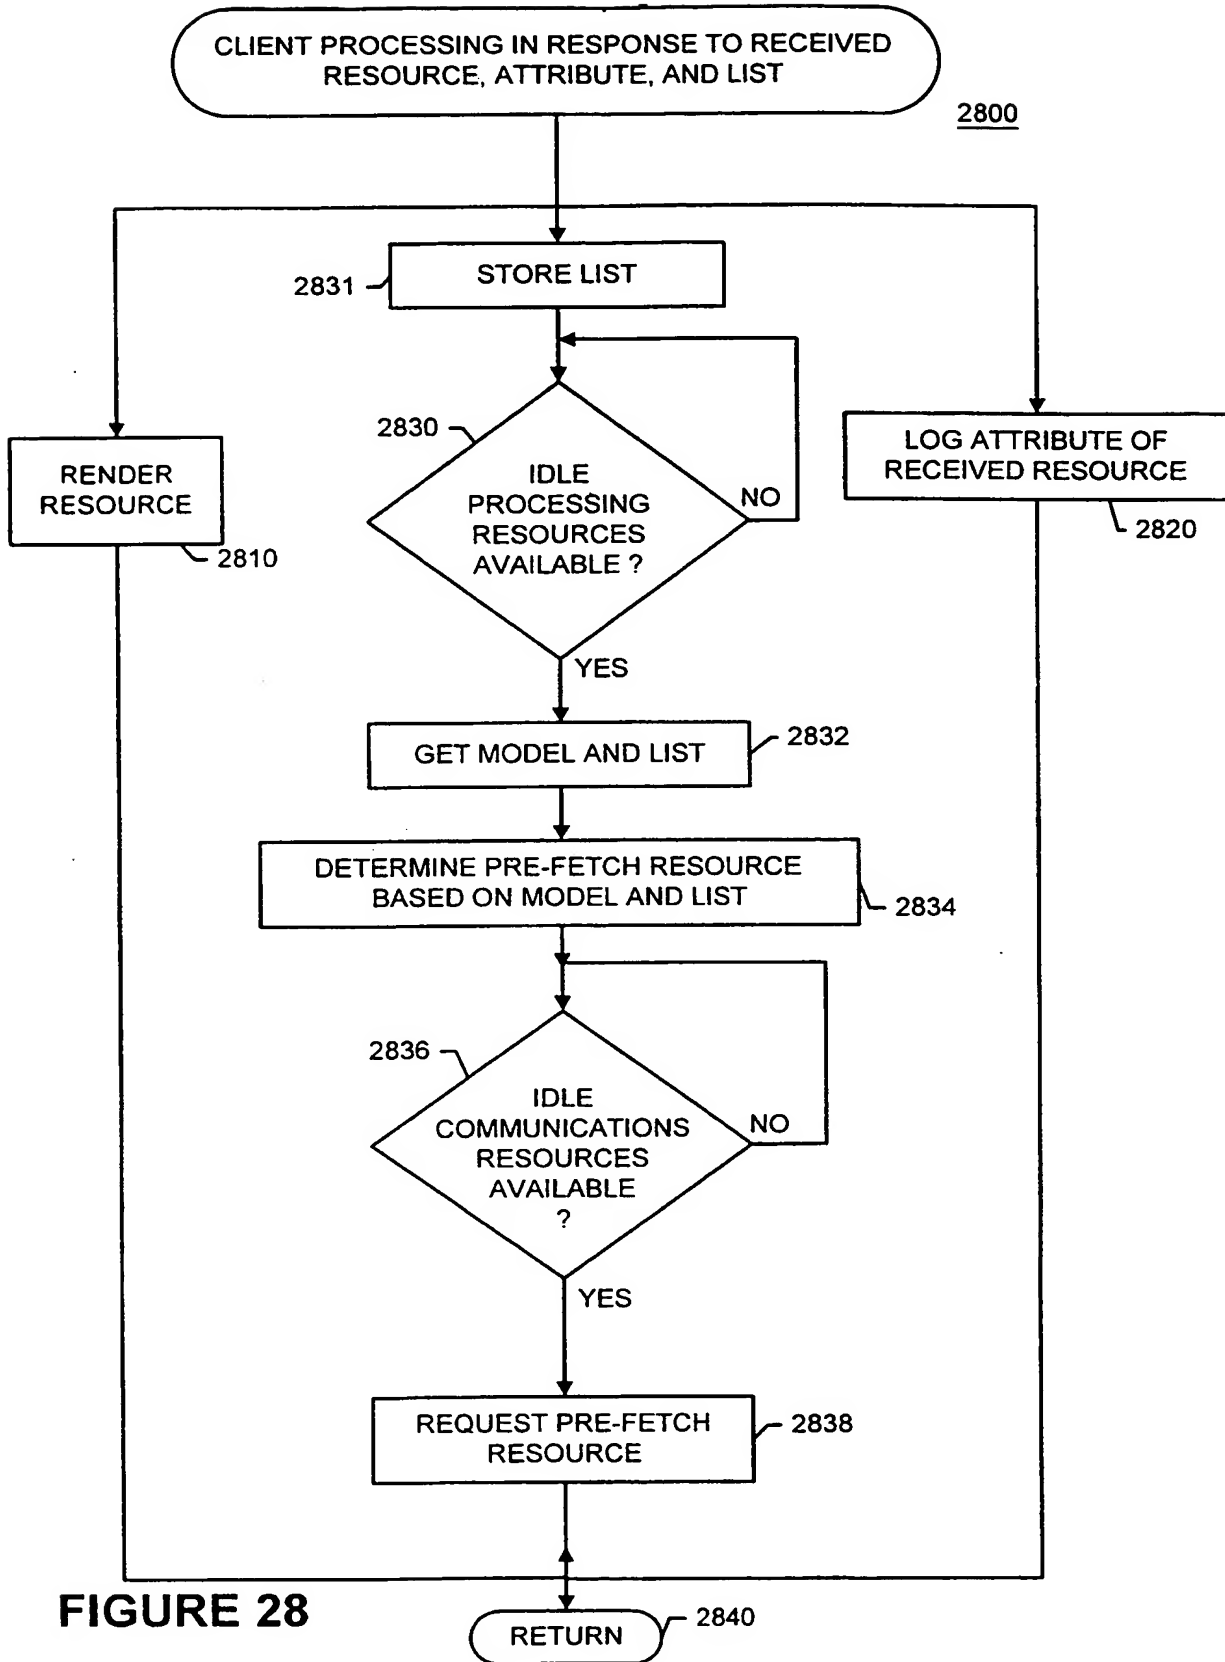 CLIENT PROCESSING IN RESPONSE TO RECEIVED
RESOURCE, ATTRIBUTE, AND LIST
2800
2831
STORE LIST
2830
IDLE
PROCESSING
RESOURCES
AVAILABLE ?
NO
YES
RENDER
RESOURCE
2810
LOG ATTRIBUTE OF
RECEIVED RESOURCE
2820
GET MODEL AND LIST
2832
DETERMINE PRE-FETCH RESOURCE
BASED ON MODEL AND LIST
2834
2836
IDLE
COMMUNICATIONS
RESOURCES
AVAILABLE
?
NO
YES
REQUEST PRE-FETCH
RESOURCE
2838
FIGURE 28
RETURN
2840